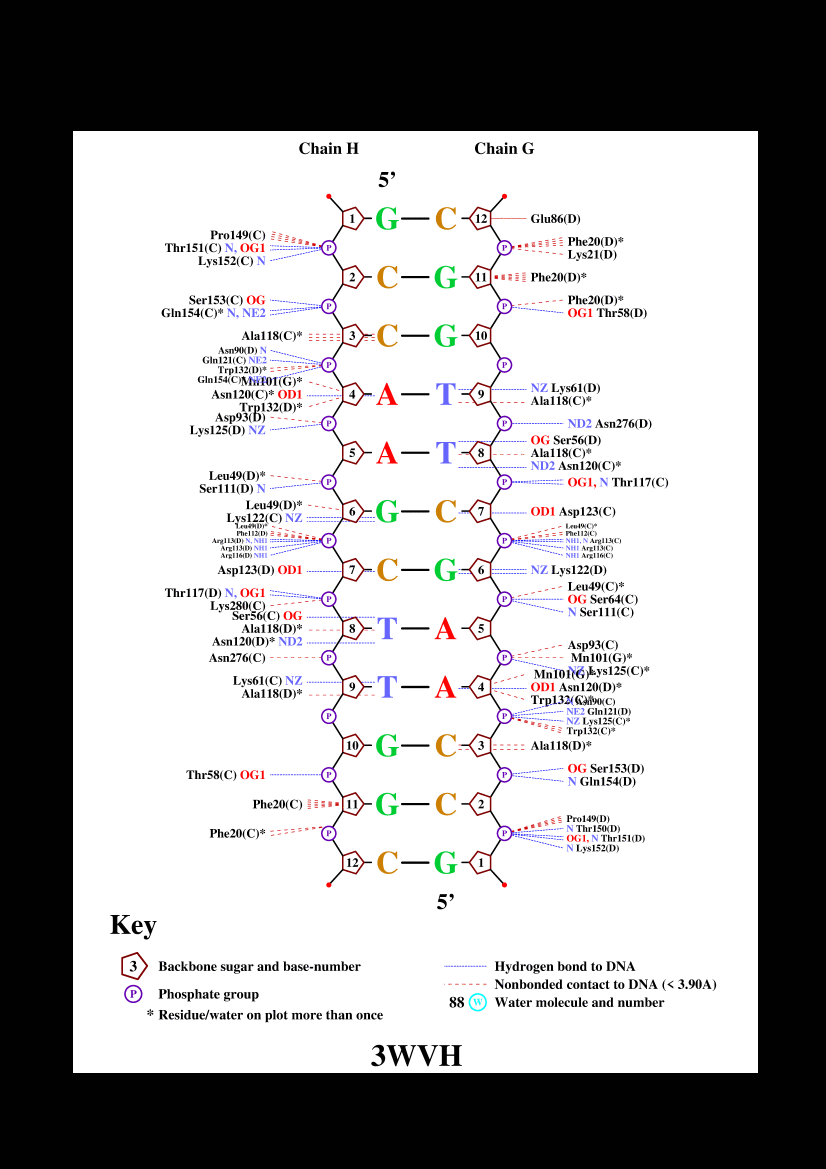 Chain H Chain G
5’
1 G C 12 Glu86(D)
Pro149(C)
Thr151(C) N, OG1 P P Phe20(D)*
Lys152(C) N Lys21(D)
2 C G 11 Phe20(D)*
Ser153(C) OG P P Phe20(D)*
Gln154(C)* N, NE2 OG1 Thr58(D)
Ala118(C)* 3 C G 10
Asn90(D) N
Gln121(C) NE2 P P
Trp132(D)*
Gln154(C)* NE2
Mn101(G)*
Asn120(C)* OD1 4 A T 9 NZ Lys61(D)
Trp132(D)* Ala118(C)*
Asp93(D) P P ND2 Asn276(D)
Lys125(D) NZ
5 A T 8 OG Ser56(D)
Ala118(C)*
ND2 Asn120(C)*
Leu49(D)* P P OG1, N Thr117(C)
Ser111(D) N
Leu49(D)* 6 G C 7 OD1 Asp123(C)
Lys122(C) NZ
Leu49(D)* Leu49(C)*
Phe112(D) Phe112(C)
Arg113(D) N, NH1 P P NH1, N Arg113(C)
Arg113(D) NH1 NH1 Arg113(C)
Arg116(D) NH1 NH1 Arg116(C)
Asp123(D) OD1 7 C G 6 NZ Lys122(D)
Thr117(D) N, OG1 P P Leu49(C)*
Lys280(C) OG Ser64(C)
N Ser111(C)
Ser56(C) OG
Ala118(D)* 8 T A 5
Asn120(D)* ND2
Asn276(C) P P Asp93(C)
Mn101(G)*
NZ Lys125(C)*
Lys61(C) NZ 9 T A 4 Mn101(G)*
Ala118(D)* OD1 Asn120(D)*
Trp132(C)*
P P Asn90(C)
NE2 Gln121(D)
NZ Lys125(C)*
Trp132(C)*
10 G C 3 Ala118(D)*
Thr58(C) OG1 P P OG Ser153(D)
N Gln154(D)
Phe20(C) 11 G C 2
Phe20(C)* P P Pro149(D)
N Thr150(D)
OG1, N Thr151(D)
N Lys152(D)
12 C G 1
5’
Key
3 Backbone sugar and base-number
P Phosphate group
* Residue/water on plot more than once
Hydrogen bond to DNA
Nonbonded contact to DNA (< 3.90A)
88 W Water molecule and number
3WVH